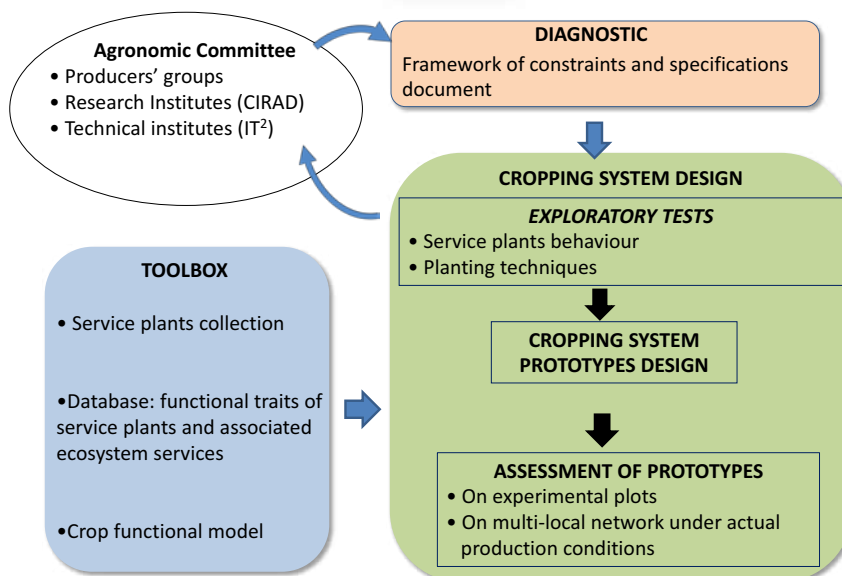 Agronomic Committee
• Producers' groups
• Research Institutes (CIRAD)
• Technical institutes (IT²)
DIAGNOSTIC
Framework of constraints and specifications
document
CROPPING SYSTEM DESIGN
EXPLORATORY TESTS
• Service plants behaviour
• Planting techniques
CROPPING SYSTEM
PROTOTYPES DESIGN
ASSESSMENT OF PROTOTYPES
• On experimental plots
• On multi-local network under actual
production conditions
TOOLBOX
• Service plants collection
•Database: functional traits of
service plants and associated
ecosystem services
•Crop functional model